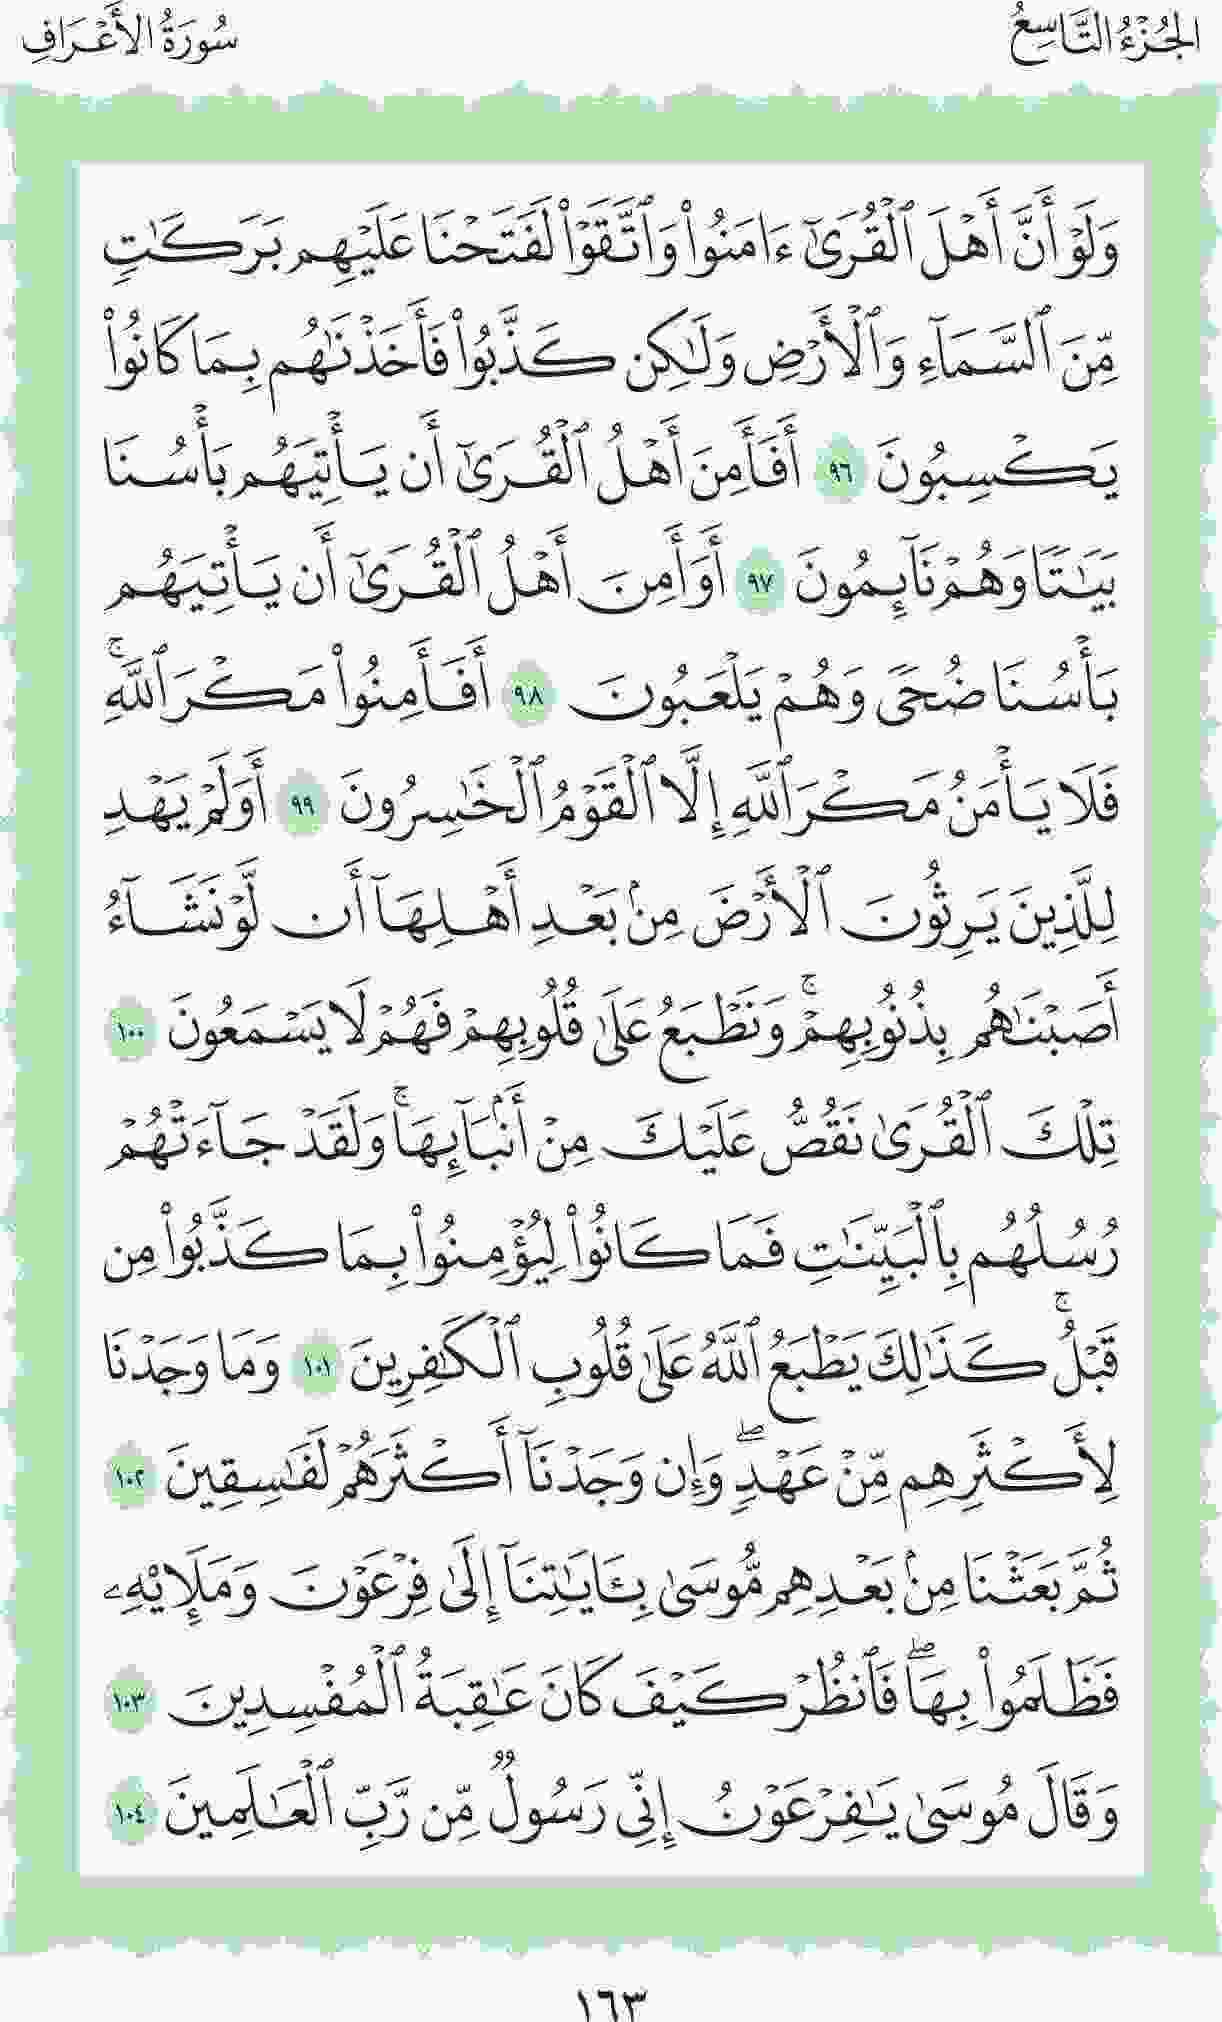 الجُزْءُ التَّاسِعُ
سُورَةُ الأَعْرَافِ
وَلَوْ أَنَّ أَهْلَ ٱلْقُرَىٰٓ ءَامَنُوا۟ وَٱتَّقَوْا۟ لَفَتَحْنَا عَلَيْهِم بَرَكَـٰتٍ
مِّنَ ٱلسَّمَآءِ وَٱلْأَرْضِ وَلَـٰكِن كَذَّبُوا۟ فَأَخَذْنَـٰهُم بِمَا كَانُوا۟
يَكْسِبُونَ ٩٦ أَفَأَمِنَ أَهْلُ ٱلْقُرَىٰٓ أَن يَأْتِيَهُم بَأْسُنَا
بَيَـٰتًا وَهُمْ نَآئِمُونَ ٩٧ أَوَأَمِنَ أَهْلُ ٱلْقُرَىٰٓ أَن يَأْتِيَهُم
بَأْسُنَا ضُحًى وَهُمْ يَلْعَبُونَ ٩٨ أَفَأَمِنُوا۟ مَكْرَ ٱللَّهِ ۚ
فَلَا يَأْمَنُ مَكْرَ ٱللَّهِ إِلَّا ٱلْقَوْمُ ٱلْخَـٰسِرُونَ ٩٩ أَوَلَمْ يَهْدِ
لِلَّذِينَ يَرِثُونَ ٱلْأَرْضَ مِنۢ بَعْدِ أَهْلِهَآ أَن لَّوْ نَشَآءُ
أَصَبْنَـٰهُم بِذُنُوبِهِمْ ۚ وَنَطْبَعُ عَلَىٰ قُلُوبِهِمْ فَهُمْ لَا يَسْمَعُونَ ١٠٠
تِلْكَ ٱلْقُرَىٰ نَقُصُّ عَلَيْكَ مِنْ أَنۢبَآئِهَا ۚ وَلَقَدْ جَآءَتْهُمْ
رُسُلُهُم بِٱلْبَيِّنَـٰتِ فَمَا كَانُوا۟ لِيُؤْمِنُوا۟ بِمَا كَذَّبُوا۟ مِن
قَبْلُ ۚ كَذَٰلِكَ يَطْبَعُ ٱللَّهُ عَلَىٰ قُلُوبِ ٱلْكَـٰفِرِينَ ١٠١ وَمَا وَجَدْنَا
لِأَكْثَرِهِم مِّنْ عَهْدٍ ۖ وَإِن وَجَدْنَآ أَكْثَرَهُمْ لَفَـٰسِقِينَ ١٠٢
ثُمَّ بَعَثْنَا مِنۢ بَعْدِهِم مُّوسَىٰ بِـَٔايَـٰتِنَآ إِلَىٰ فِرْعَوْنَ وَمَلَإِي۟هِۦ
فَظَلَمُوا۟ بِهَا ۖ فَٱنظُرْ كَيْفَ كَانَ عَـٰقِبَةُ ٱلْمُفْسِدِينَ ١٠٣
وَقَالَ مُوسَىٰ يَـٰفِرْعَوْنُ إِنِّى رَسُولٌ مِّن رَّبِّ ٱلْعَـٰلَمِينَ ١٠٤
١٦٣